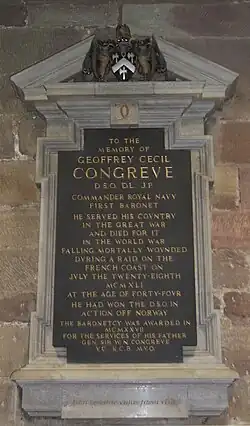 TO THE
MEMORY OF
GEOFFREY CECIL
CONGREVE
D.S.O. D.L. J.P.
COMMANDER ROYAL NAVY
FIRST BARONET
HE SERVED HIS COVNTRY
IN THE GREAT WAR
AND DIED FOR IT
IN THE WORLD WAR
FALLING MORTALLY WOVNDED
DVRING A RAID ON THE
FRENCH COAST ON
JVLY THE TWENTY-EIGHTH
MCMXLI
AT THE AGE OF FORTY-FOVR
HE HAD WON THE D.S.O. IN
ACTION OFF NORWAY
THE BARONETCY WAS AWARDED IN
MCMXXVII
FOR THE SERVICES OF HIS FATHER
GEN. SIR W.N. CONGREVE
V.C. K.C.B. M.V.O.